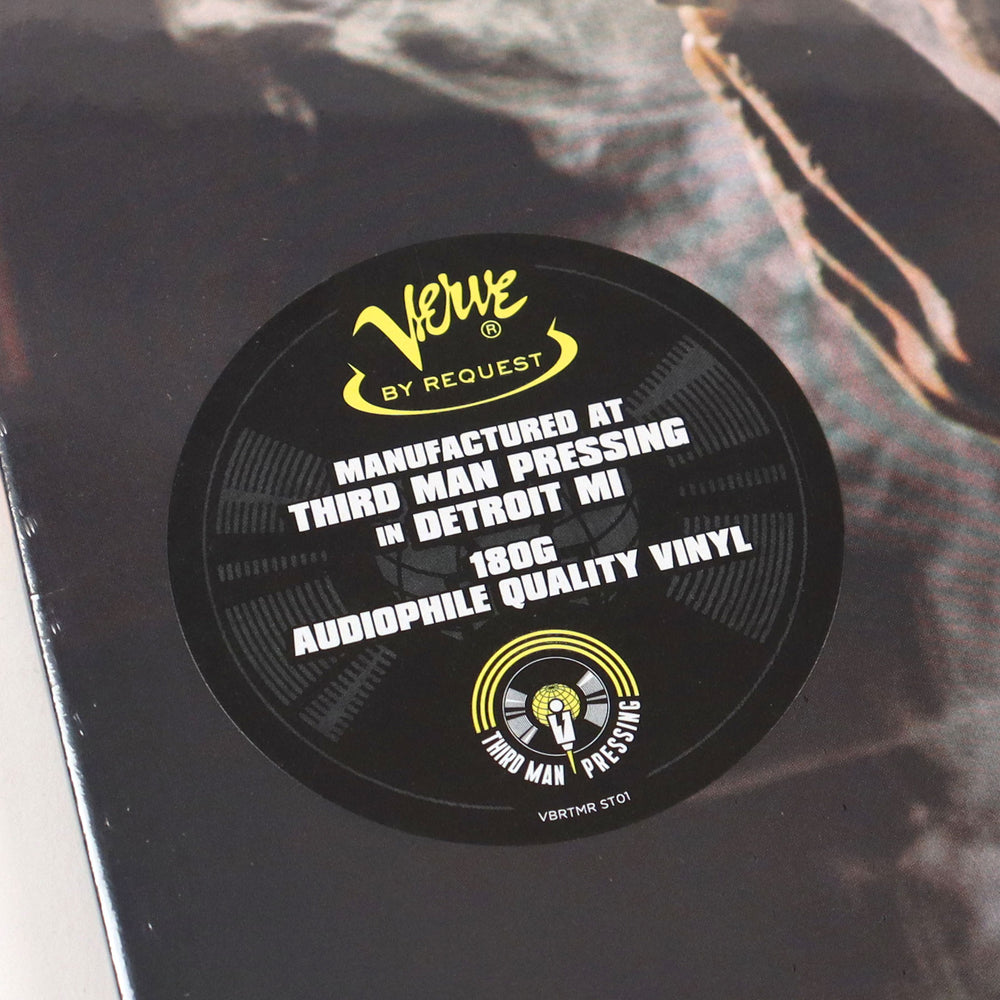 Verve®
BY REQUEST
MANUFACTURED AT
THIRD MAN PRESSING
IN DETROIT MI
180G
AUDIOPHILE QUALITY VINYL
THIRD MAN PRESSING
VBRTMR ST01